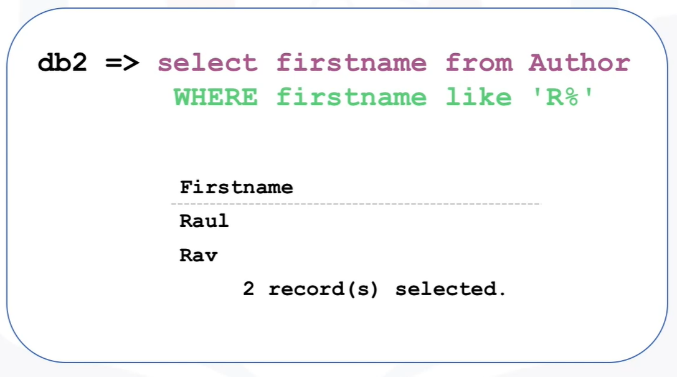 db2 => select firstname from Author
WHERE firstname like 'R%'
Firstname
Raul
Rav
2 record(s) selected.